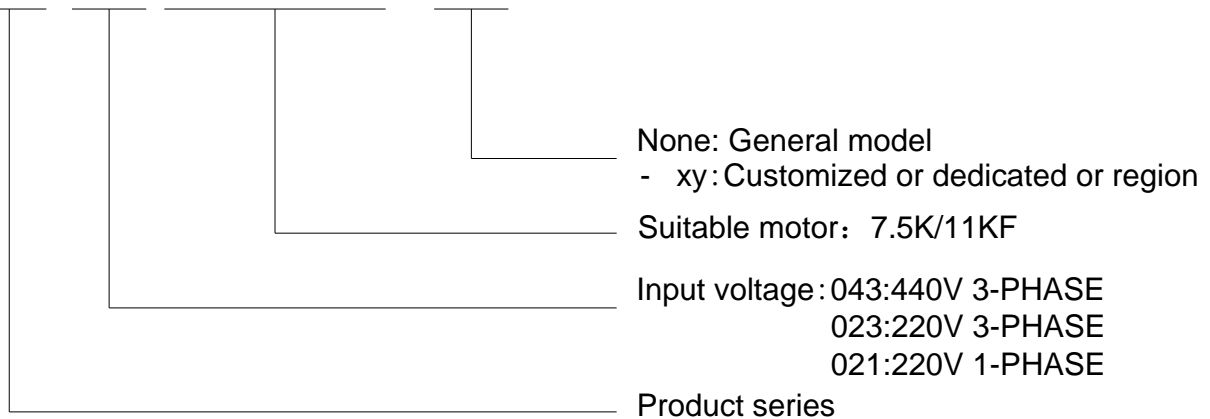 None: General model
- xy:Customized or dedicated or region
Suitable motor：7.5K/11KF
Input voltage:043:440V 3-PHASE
023:220V 3-PHASE
021:220V 1-PHASE
Product series